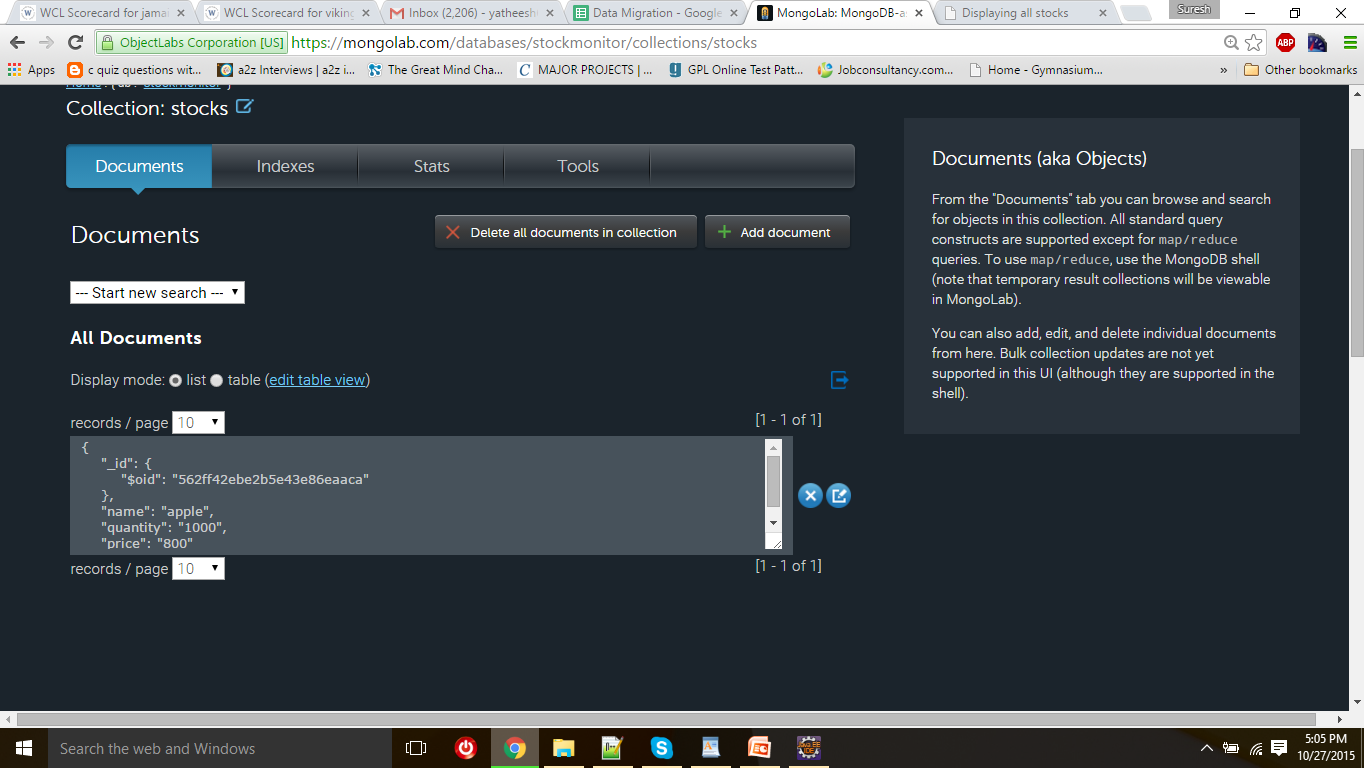 WCL Scorecard for jama
WCL Scorecard for viking
Inbox (2,206) - yatheesh
Data Migration - Google
MongoLab: MongoDB-a
Displaying all stocks
Suresh
ObjectLabs Corporation [US] https://mongolab.com/databases/stockmonitor/collections/stocks
ABP
Apps
c quiz questions wit...
a2z Interviews | a2z i...
The Great Mind Cha...
MAJOR PROJECTS | ...
GPL Online Test Patt...
Jobconsultancy.com...
Home - Gymnasium...
»
Other bookmarks
Collection: stocks
Documents Indexes Stats Tools
Documents
Delete all documents in collection
Add document
--- Start new search ---
All Documents
Display mode: list table (edit table view)
records / page 10 [1 - 1 of 1]
{
"_id": {
"$oid": "562ff42ebe2b5e43e86eaaca"
},
"name": "apple",
"quantity": "1000",
"price": "800"
records / page 10 [1 - 1 of 1]
Documents (aka Objects)
From the "Documents" tab you can browse and search
for objects in this collection. All standard query
constructs are supported except for map/reduce
queries. To use map/reduce, use the MongoDB shell
(note that temporary result collections will be viewable
in MongoLab).
You can also add, edit, and delete individual documents
from here. Bulk collection updates are not yet
supported in this UI (although they are supported in the
shell).
Search the web and Windows
5:05 PM
10/27/2015